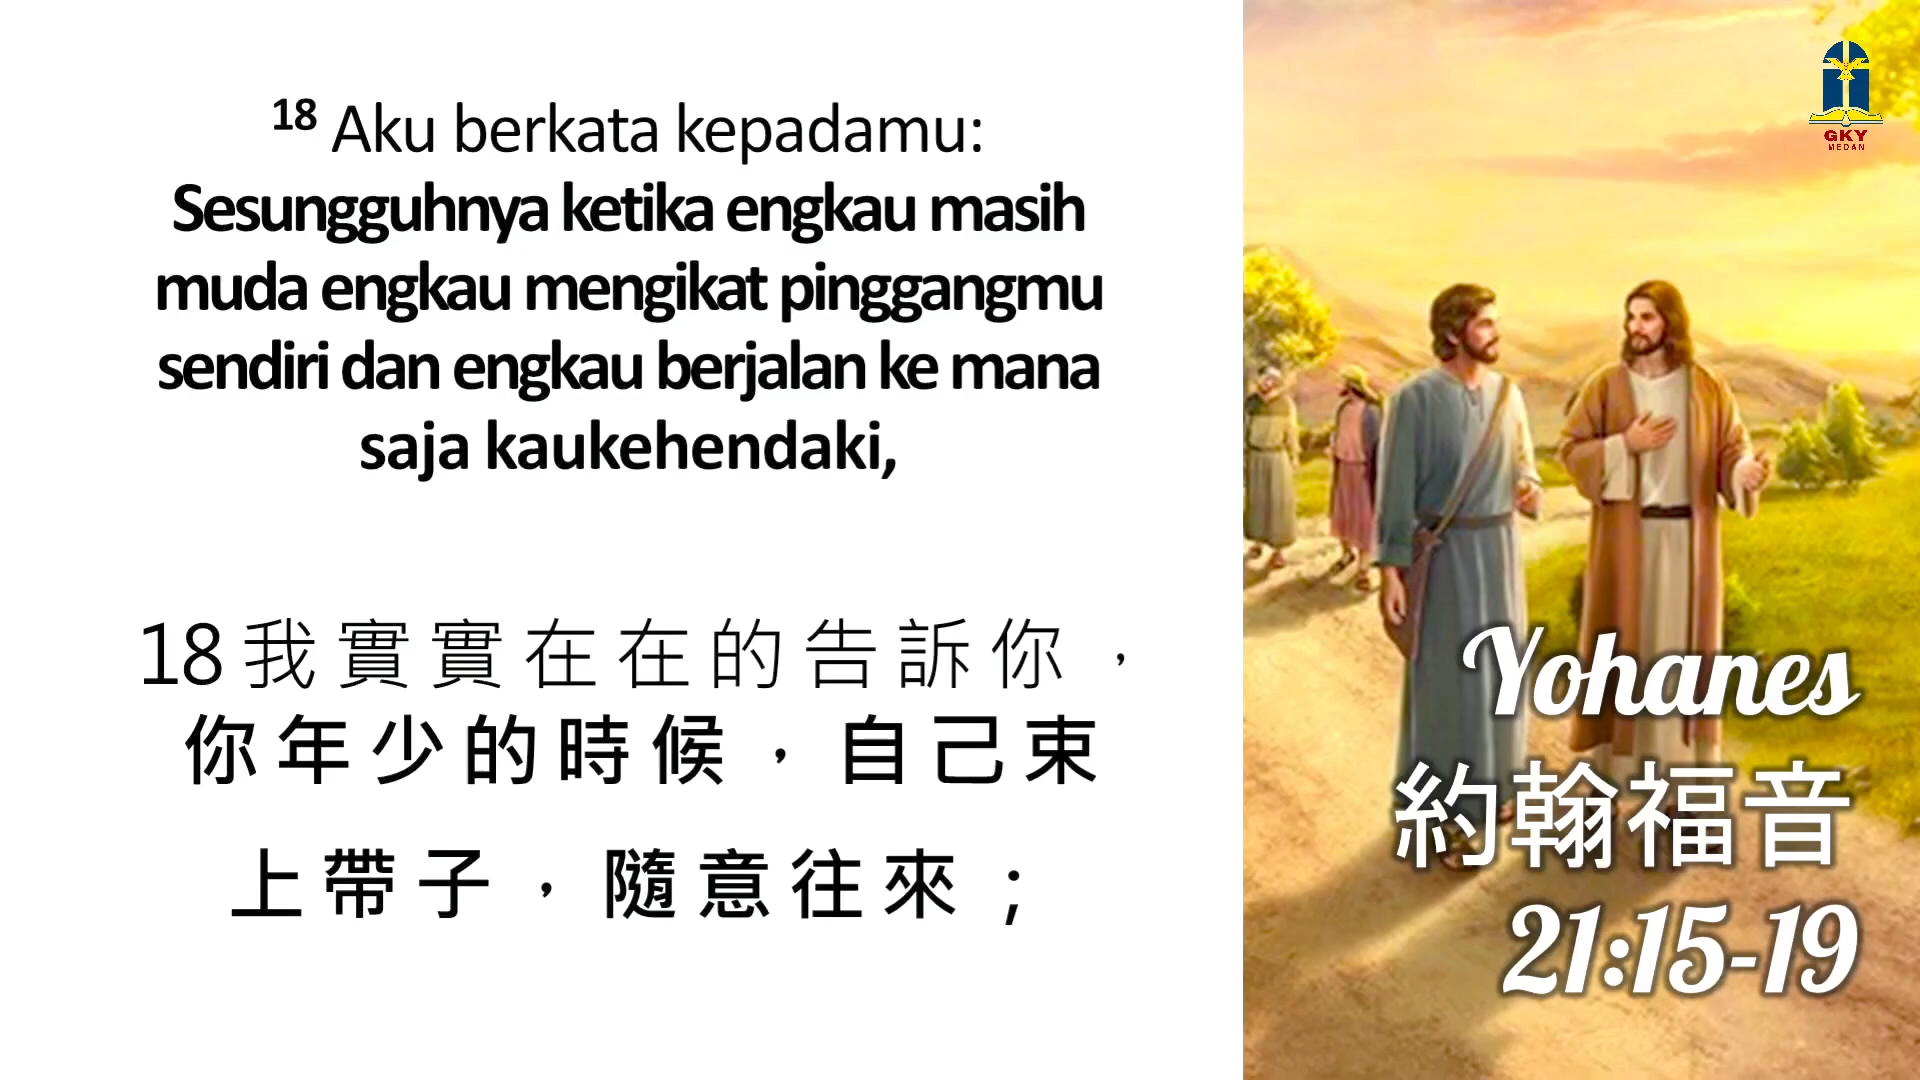 18 Aku berkata kepadamu:
Sesungguhnya ketika engkau masih
muda engkau mengikat pinggangmu
sendiri dan engkau berjalan ke mana
saja kaukehendaki,
18 我 實 實 在 在 的 告 訴 你 ，
你 年 少 的 時 候 ， 自 己 束
上 帶 子 ， 隨 意 往 來 ；
GKY
MEDAN
Yohanes
約翰福音
21:15-19